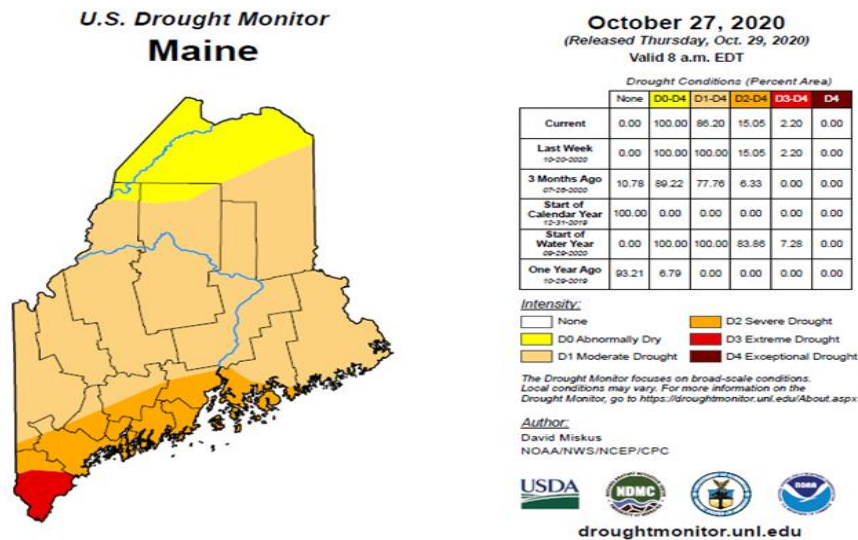 U.S. Drought Monitor
Maine
October 27, 2020
(Released Thursday, Oct. 29, 2020)
Valid 8 a.m. EDT
Drought Conditions (Percent Area)
None D0-D4 D1-D4 D2-D4 D3-D4 D4
Current 0.00 100.00 86.20 15.05 2.20 0.00
Last Week
10-20-2020
0.00 100.00 100.00 15.05 2.20 0.00
3 Months Ago
07-28-2020
10.78 89.22 77.76 6.33 0.00 0.00
Start of
Calendar Year
12-31-2019
100.00 0.00 0.00 0.00 0.00 0.00
Start of
Water Year
09-29-2020
0.00 100.00 100.00 83.86 7.28 0.00
One Year Ago
10-29-2019
93.21 6.79 0.00 0.00 0.00 0.00
Intensity:
None
D0 Abnormally Dry
D1 Moderate Drought
D2 Severe Drought
D3 Extreme Drought
D4 Exceptional Drought
The Drought Monitor focuses on broad-scale conditions.
Local conditions may vary. For more information on the
Drought Monitor, go to https://droughtmonitor.unl.edu/About.aspx
Author:
David Miskus
NOAA/NWS/NCEP/CPC
USDA
NDMC
noaa
droughtmonitor.unl.edu